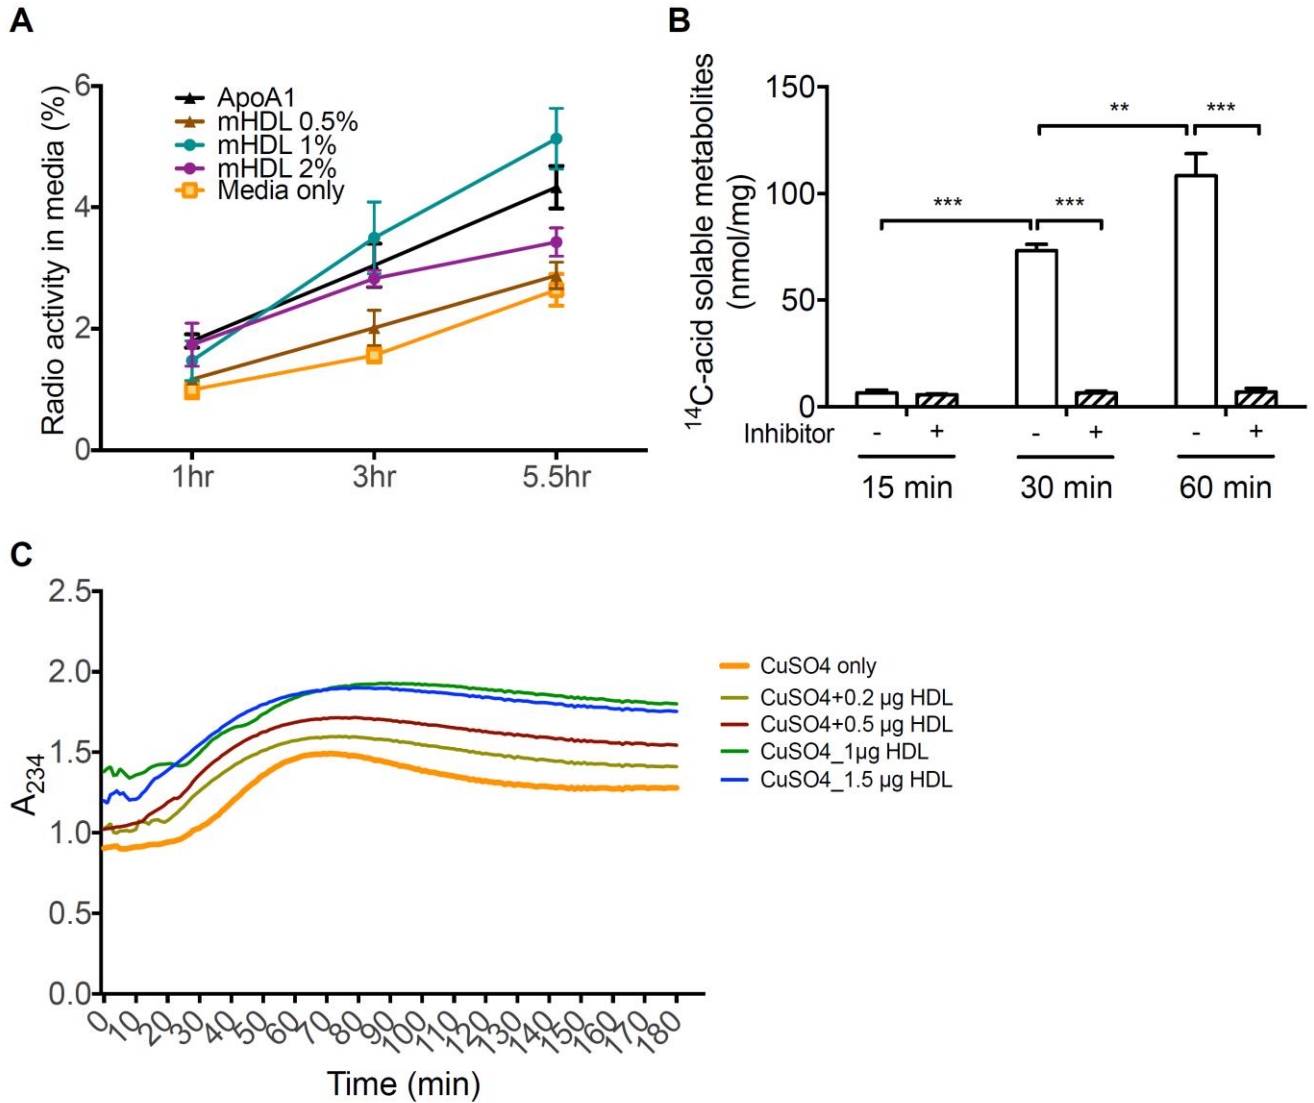 A
Radio activity in media (%)
6
4
2
0
ApoA1
mHDL 0.5%
mHDL 1%
mHDL 2%
Media only
1hr 3hr 5.5hr
B
¹⁴C-acid solable metabolites
(nmol/mg)
150
100
50
0
** ***
*** ***
Inhibitor - + - + - +
15 min 30 min 60 min
C
A₂₃₄
2.5
2.0
1.5
1.0
0.5
0.0
0 10 20 30 40 50 60 70 80 90 100 110 120 130 140 150 160 170 180
Time (min)
CuSO4 only
CuSO4+0.2 µg HDL
CuSO4+0.5 µg HDL
CuSO4_1µg HDL
CuSO4_1.5 µg HDL